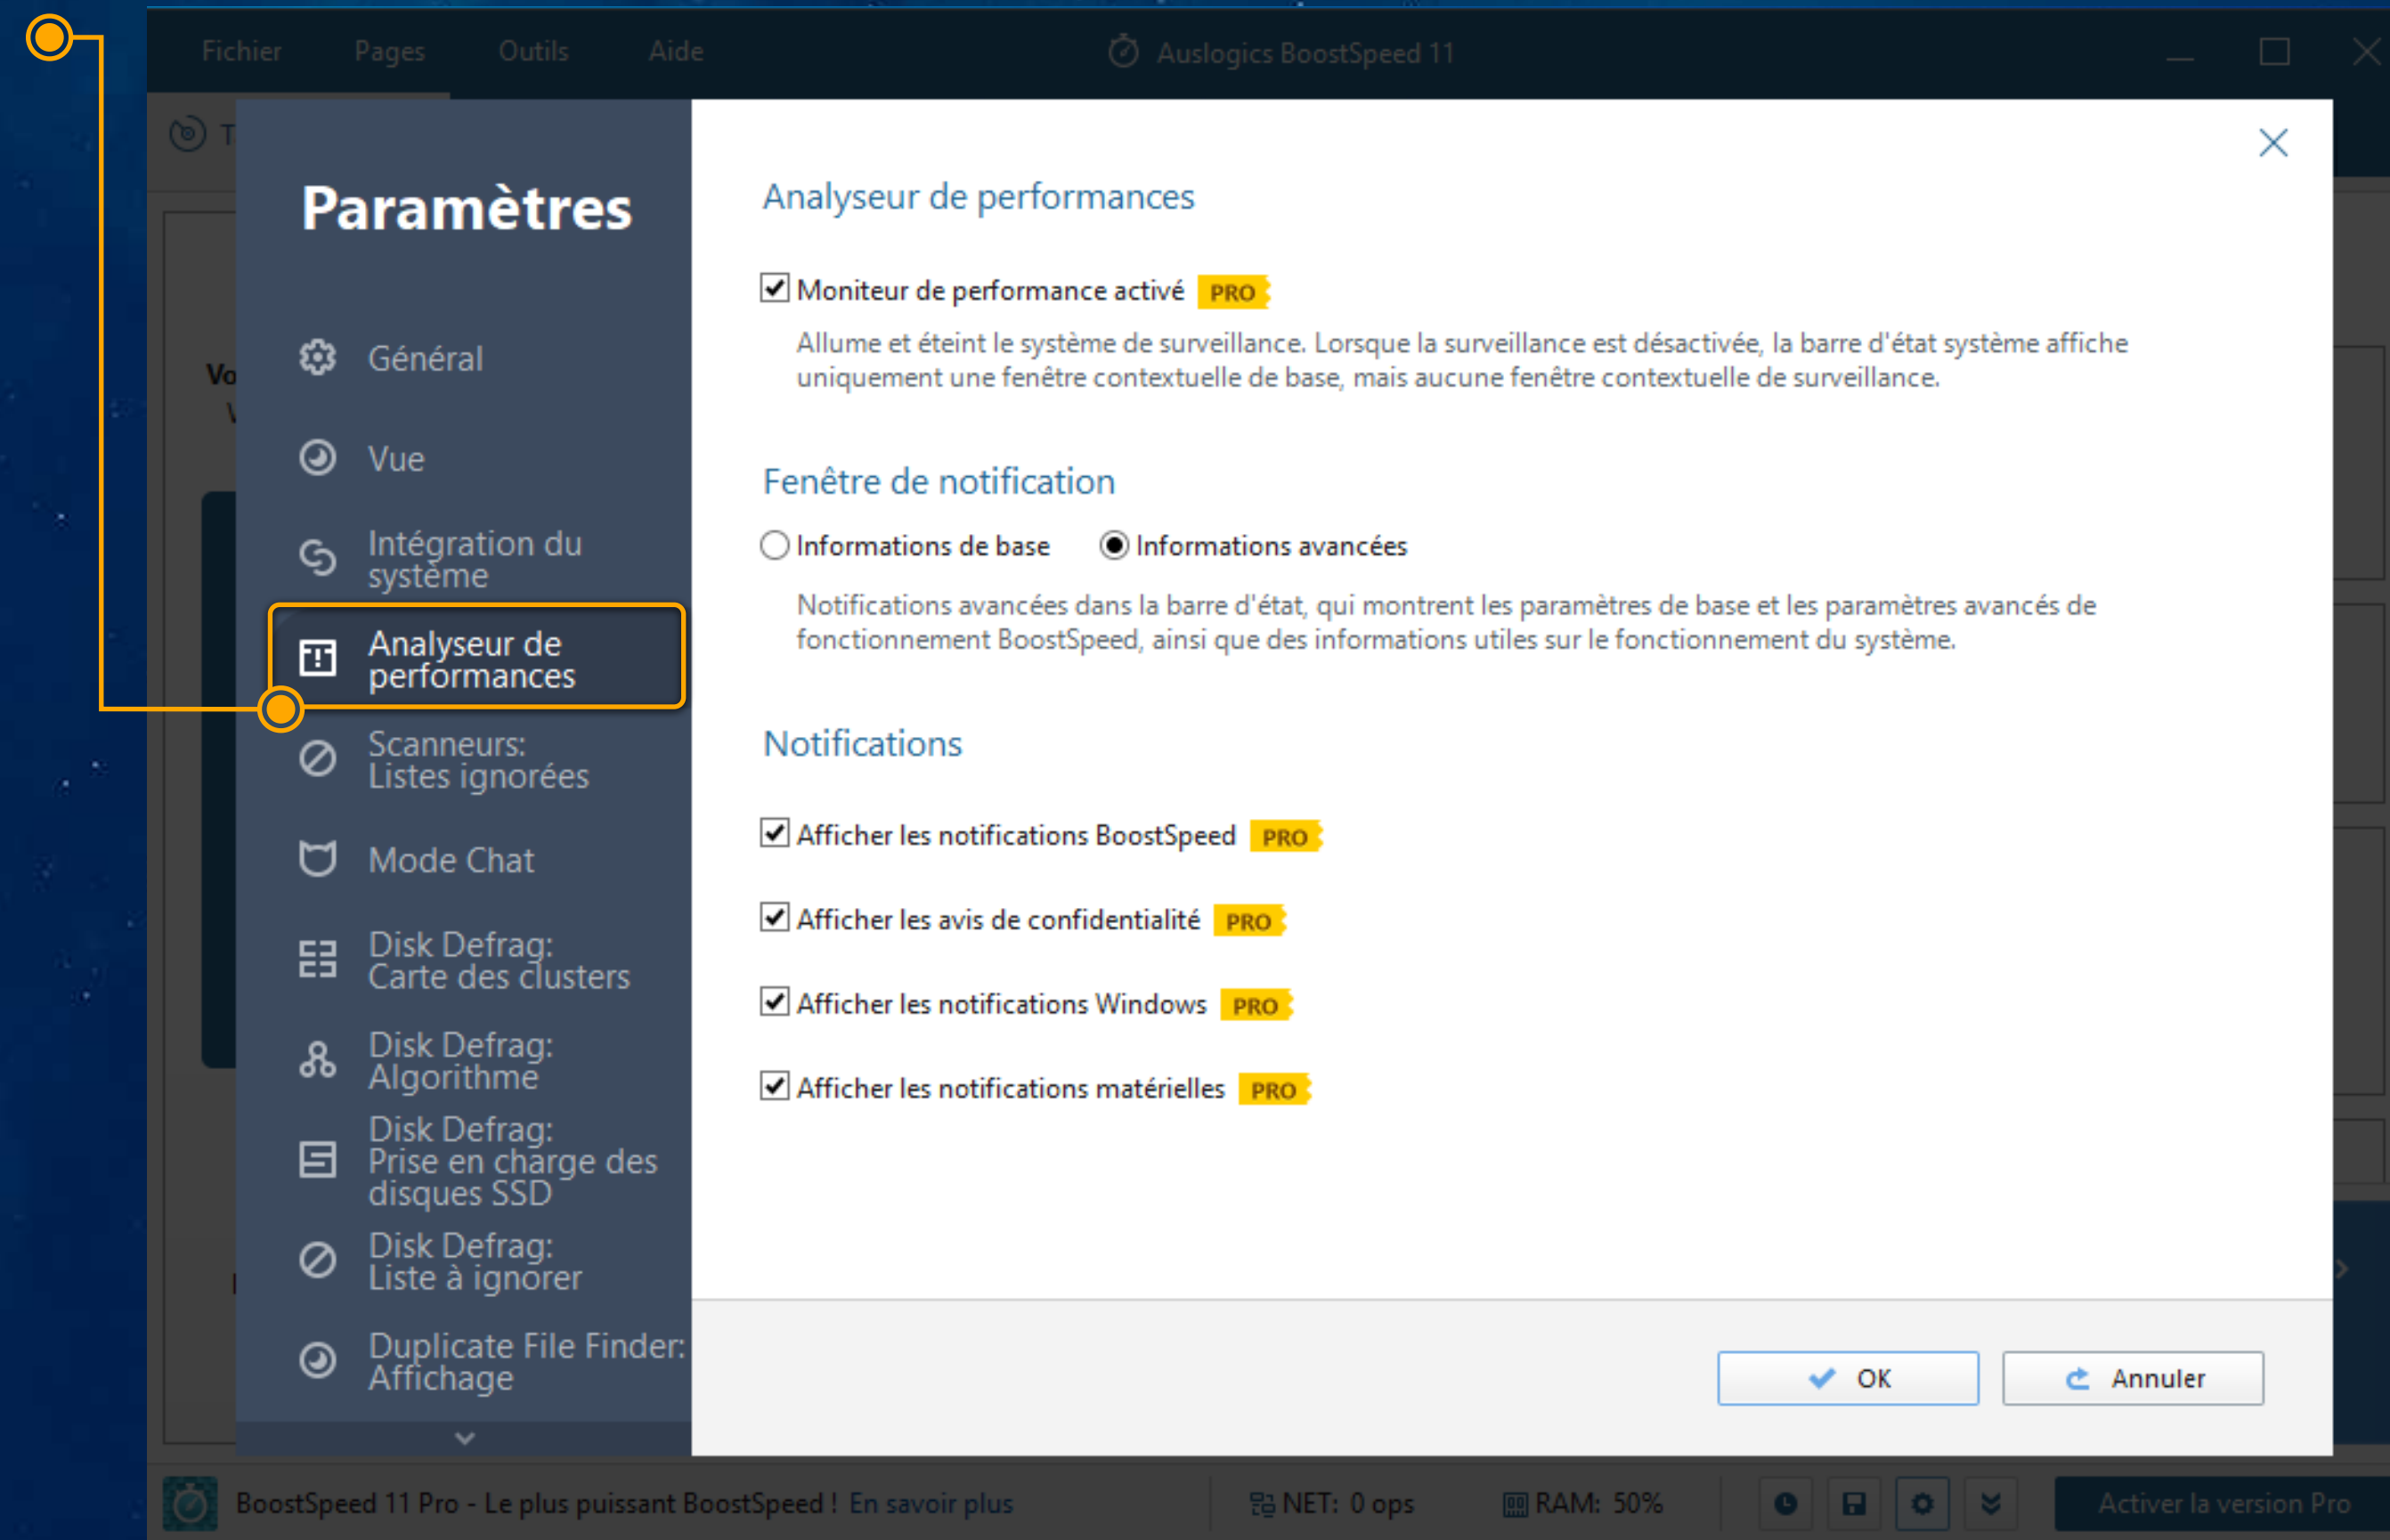 Fichier Pages Outils Aide Auslogics BoostSpeed 11
Paramètres
Général
Vue
Intégration du
système
Analyseur de
performances
Scanneurs:
Listes ignorées
Mode Chat
Disk Defrag:
Carte des clusters
Disk Defrag:
Algorithme
Disk Defrag:
Prise en charge des
disques SSD
Disk Defrag:
Liste à ignorer
Duplicate File Finder:
Affichage
Analyseur de performances
Moniteur de performance activé PRO
Allume et éteint le système de surveillance. Lorsque la surveillance est désactivée, la barre d'état système affiche
uniquement une fenêtre contextuelle de base, mais aucune fenêtre contextuelle de surveillance.
Fenêtre de notification
Informations de base Informations avancées
Notifications avancées dans la barre d'état, qui montrent les paramètres de base et les paramètres avancés de
fonctionnement BoostSpeed, ainsi que des informations utiles sur le fonctionnement du système.
Notifications
Afficher les notifications BoostSpeed PRO
Afficher les avis de confidentialité PRO
Afficher les notifications Windows PRO
Afficher les notifications matérielles PRO
OK Annuler
BoostSpeed 11 Pro - Le plus puissant BoostSpeed ! En savoir plus NET: 0 ops RAM: 50% Activer la version Pro